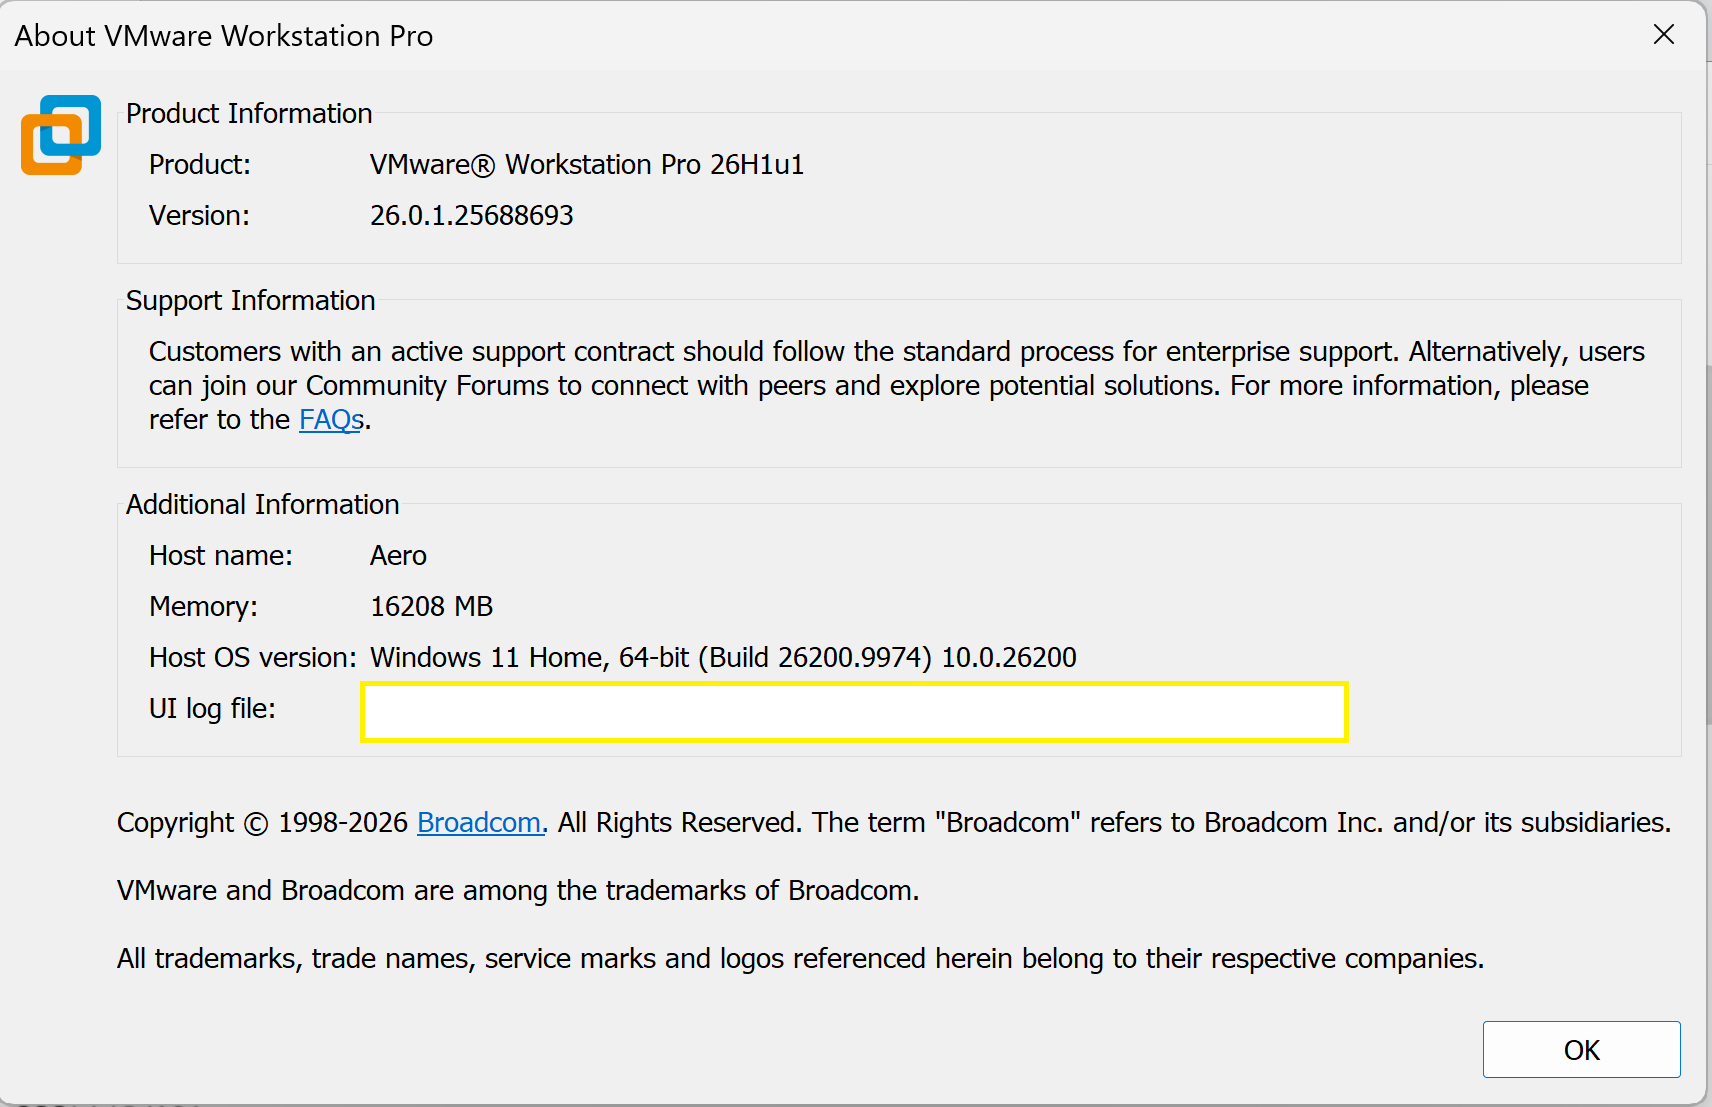 About VMware Workstation Pro
Product Information
Product: VMware® Workstation Pro 26H1u1
Version: 26.0.1.25688693
Support Information
Customers with an active support contract should follow the standard process for enterprise support. Alternatively, users
can join our Community Forums to connect with peers and explore potential solutions. For more information, please
refer to the FAQs.
Additional Information
Host name: Aero
Memory: 16208 MB
Host OS version: Windows 11 Home, 64-bit (Build 26200.9974) 10.0.26200
UI log file:
Copyright © 1998-2026 Broadcom. All Rights Reserved. The term "Broadcom" refers to Broadcom Inc. and/or its subsidiaries.
VMware and Broadcom are among the trademarks of Broadcom.
All trademarks, trade names, service marks and logos referenced herein belong to their respective companies.
OK